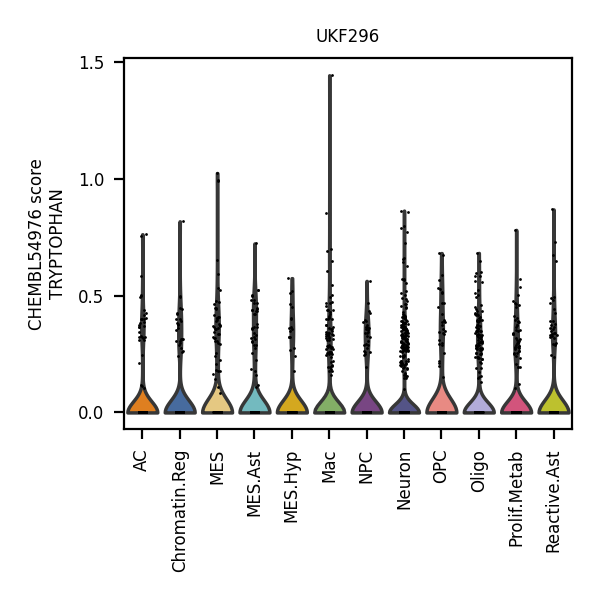 UKF296
CHEMBL54976 score
TRYPTOPHAN
1.5
1.0
0.5
0.0
AC
Chromatin.Reg
MES
MES.Ast
MES.Hyp
Mac
NPC
Neuron
OPC
Oligo
Prolif.Metab
Reactive.Ast